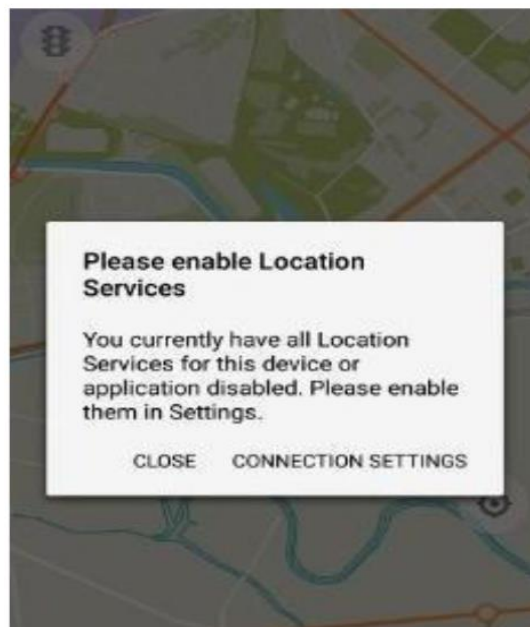 Please enable Location
Services
You currently have all Location
Services for this device or
application disabled. Please enable
them in Settings.
CLOSE CONNECTION SETTINGS